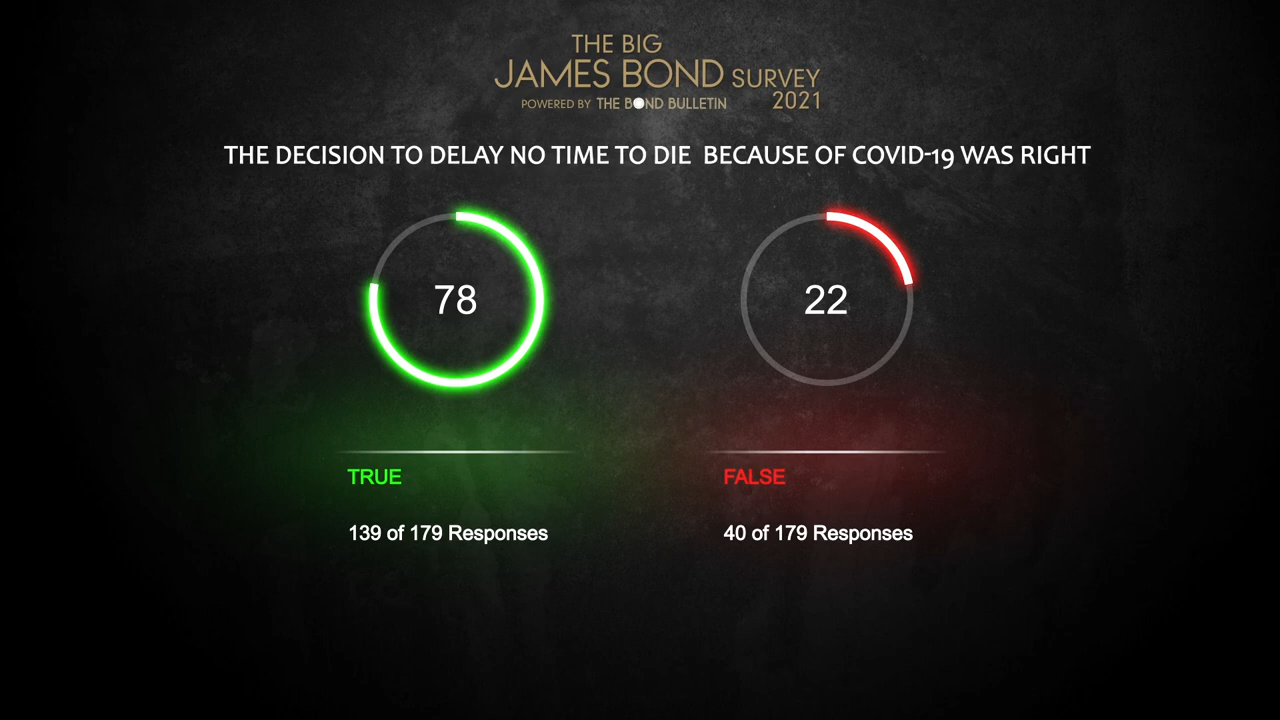 THE BIG
JAMES BOND SURVEY
POWERED BY THE BOND BULLETIN 2021
THE DECISION TO DELAY NO TIME TO DIE BECAUSE OF COVID-19 WAS RIGHT
78
22
TRUE
FALSE
139 of 179 Responses
40 of 179 Responses